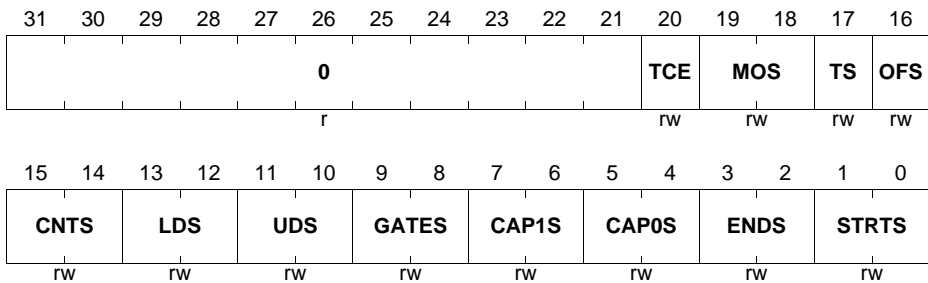 31 30 29 28 27 26 25 24 23 22 21 20 19 18 17 16
0 TCE MOS TS OFS
r rw rw rw rw
15 14 13 12 11 10 9 8 7 6 5 4 3 2 1 0
CNTS LDS UDS GATES CAP1S CAP0S ENDS STRTS
rw rw rw rw rw rw rw rw